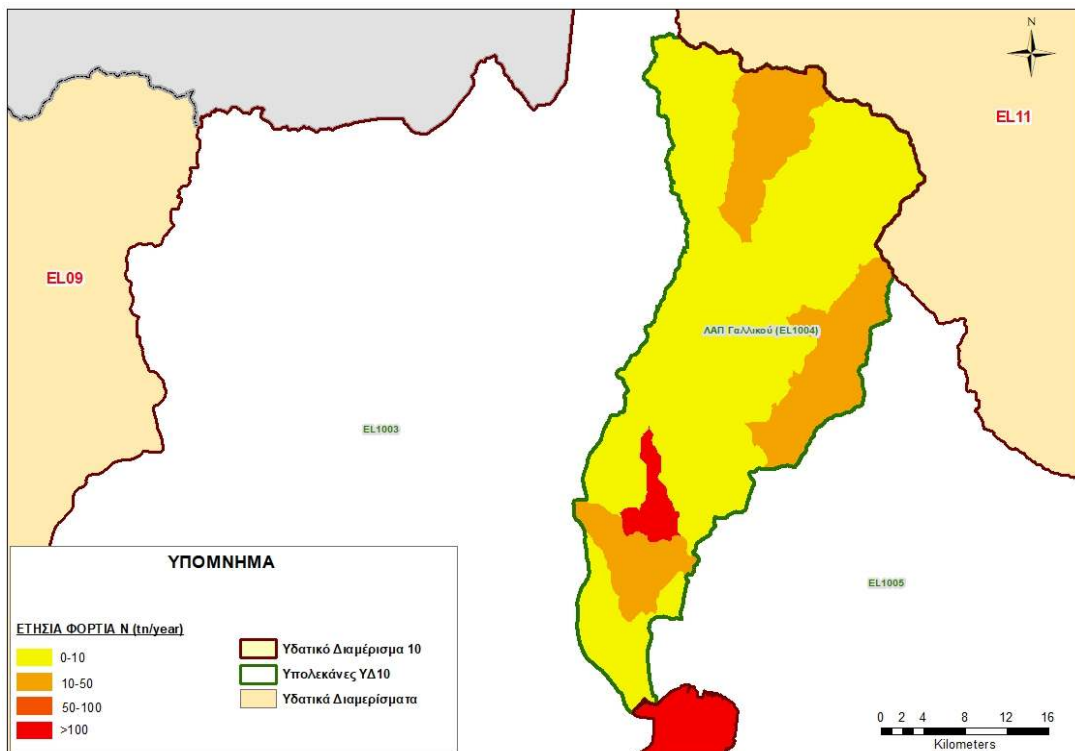 N
EL11
EL09
ΛΑΠ Γαλλικού (EL1004)
EL1003
EL1005
ΥΠΟΜΝΗΜΑ
ΕΤΗΣΙΑ ΦΟΡΤΙΑ Ν (tn/year)
0-10
10-50
50-100
>100
Υδατικό Διαμέρισμα 10
Υπολεκάνες ΥΔ10
Υδατικά Διαμερίσματα
0 2 4 8 12 16
Kilometers